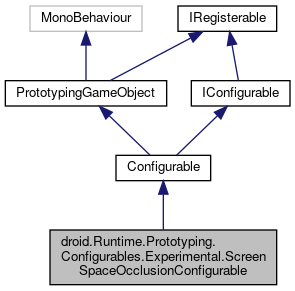 MonoBehaviour
IRegisterable
PrototypingGameObject
IConfigurable
Configurable
droid.Runtime.Prototyping.
Configurables.Experimental.Screen
SpaceOcclusionConfigurable